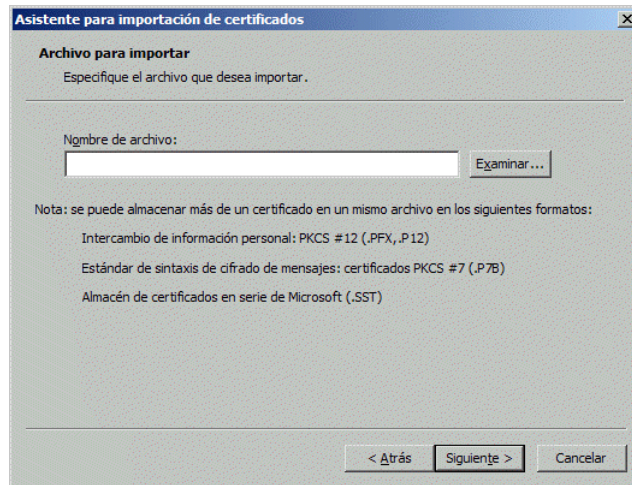 Asistente para importación de certificados
Archivo para importar
Especifique el archivo que desea importar.
Nombre de archivo:
Examinar...
Nota: se puede almacenar más de un certificado en un mismo archivo en los siguientes formatos:
Intercambio de información personal: PKCS #12 (.PFX,.P12)
Estándar de sintaxis de cifrado de mensajes: certificados PKCS #7 (.P7B)
Almacén de certificados en serie de Microsoft (.SST)
< Atrás Siguiente > Cancelar